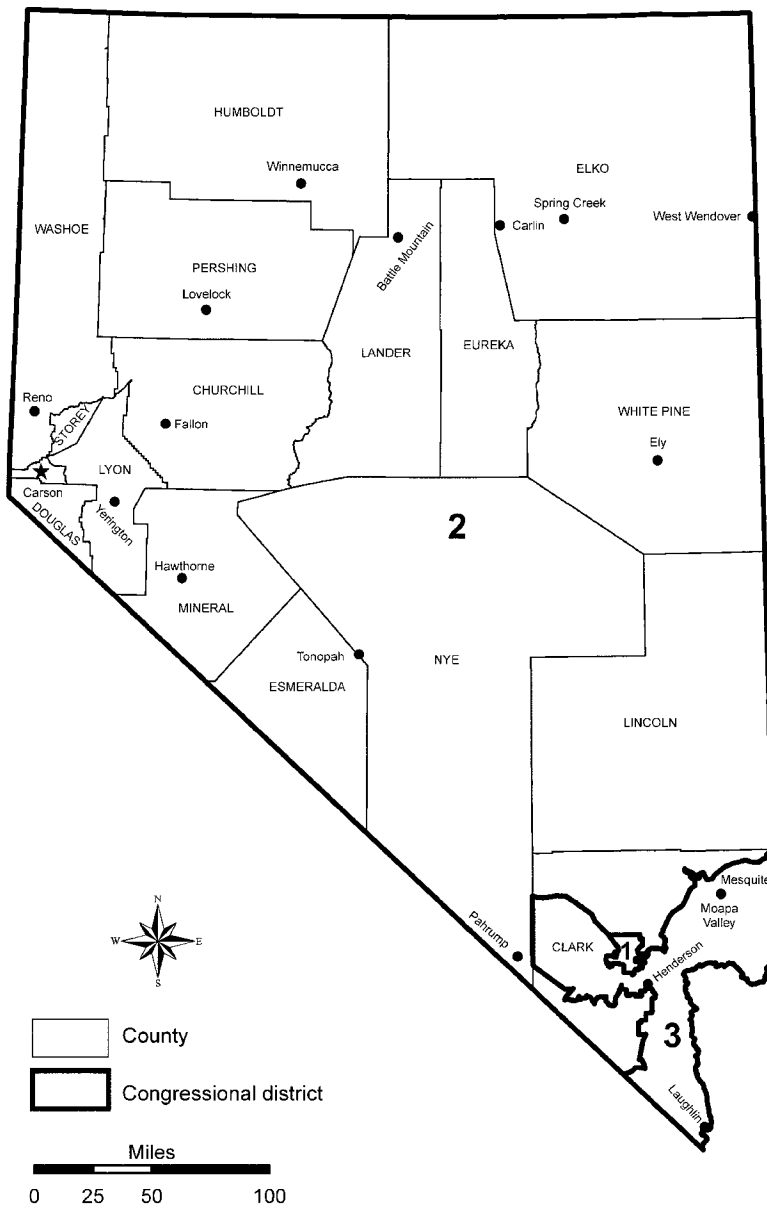 HUMBOLDT
Winnemucca
ELKO
Spring Creek
West Wendover
Carlin
WASHOE
Battle Mountain
PERSHING
Lovelock
LANDER
EUREKA
CHURCHILL
Reno
STOREY
Fallon
WHITE PINE
Ely
LYON
Carson
Yerington
DOUGLAS
2
Hawthorne
MINERAL
Tonopah
NYE
ESMERALDA
LINCOLN
Mesquite
Moapa
Valley
Pahrump
CLARK
1
Henderson
3
Laughlin
N
W
E
S
County
Congressional district
Miles
0 25 50 100